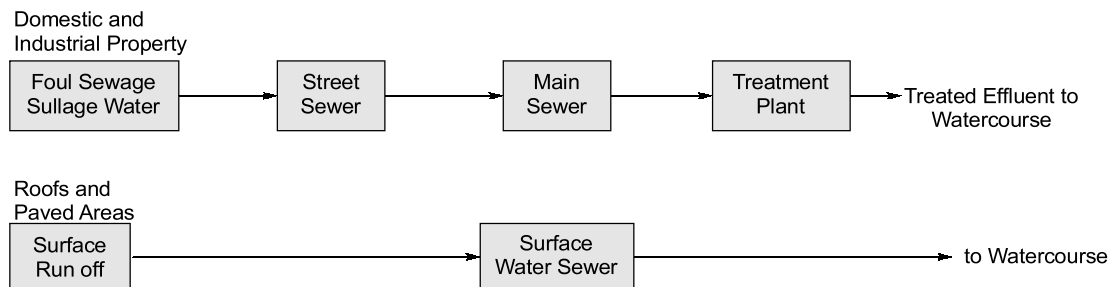 Domestic and
Industrial Property
Foul Sewage
Sullage Water
Street
Sewer
Main
Sewer
Treatment
Plant
Treated Effluent to
Watercourse
Roofs and
Paved Areas
Surface
Run off
Surface
Water Sewer
to Watercourse